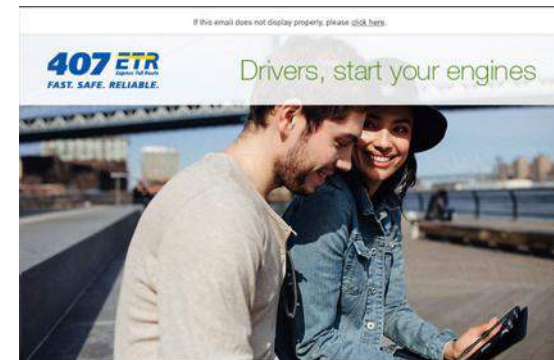 If this email does not display properly, please click here.
407 ETR
Express Toll Route
FAST. SAFE. RELIABLE.
Drivers, start your engines